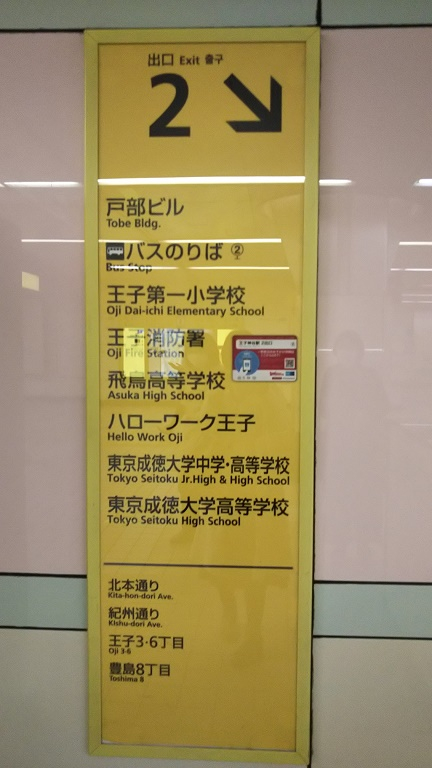 出口 Exit 출구
2
戸部ビル
Tobe Bldg.
バスのりば ②
Bus Stop
王子第一小学校
Oji Dai-ichi Elementary School
王子消防署
Oji Fire Station
飛鳥高等学校
Asuka High School
ハローワーク王子
Hello Work Oji
東京成徳大学中学・高等学校
Tokyo Seitoku Jr.High & High School
東京成徳大学高等学校
Tokyo Seitoku High School
北本通り
Kita-hon-dori Ave.
紀州通り
Kishu-dori Ave.
王子3・6丁目
Oji 3·6
豊島8丁目
Toshima 8